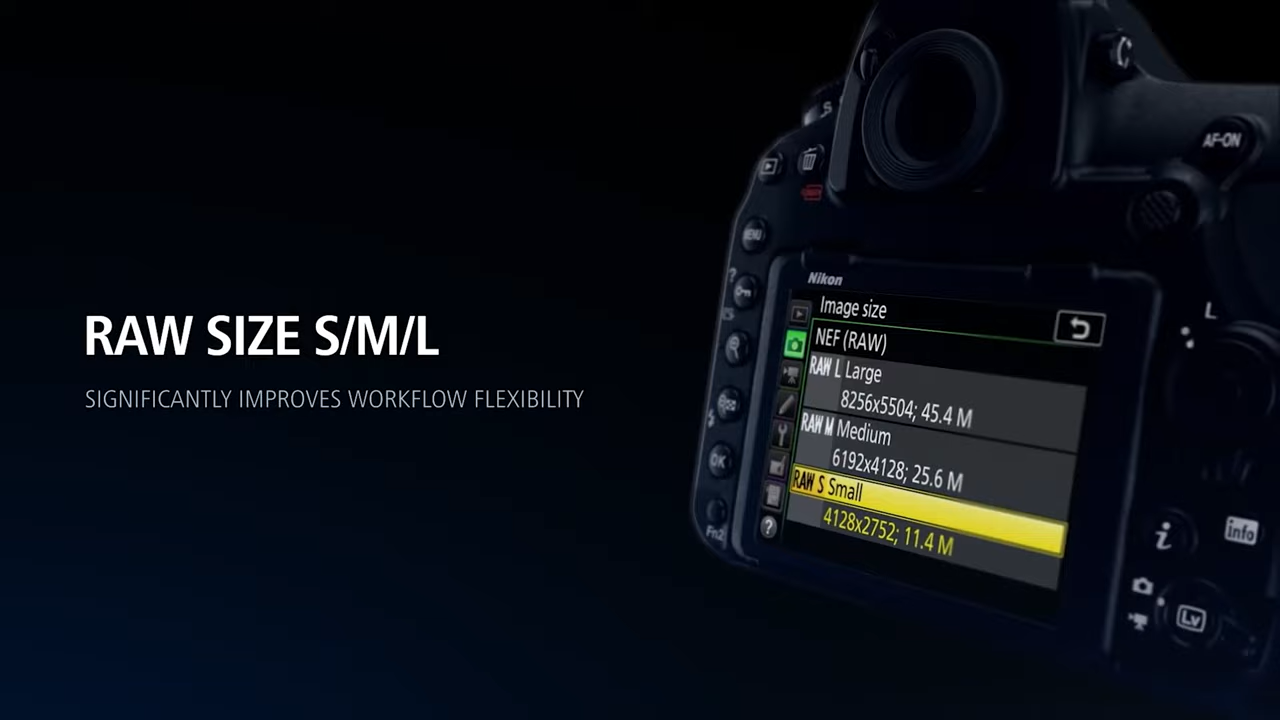 RAW SIZE S/M/L
SIGNIFICANTLY IMPROVES WORKFLOW FLEXIBILITY
S
AF-ON
MENU
Nikon
L
Image size
NEF (RAW)
RAW L Large
8256x5504; 45.4 M
RAW M Medium
6192x4128; 25.6 M
RAW S Small
4128x2752; 11.4 M
?
?
OK
Fn2
i
info
Lv